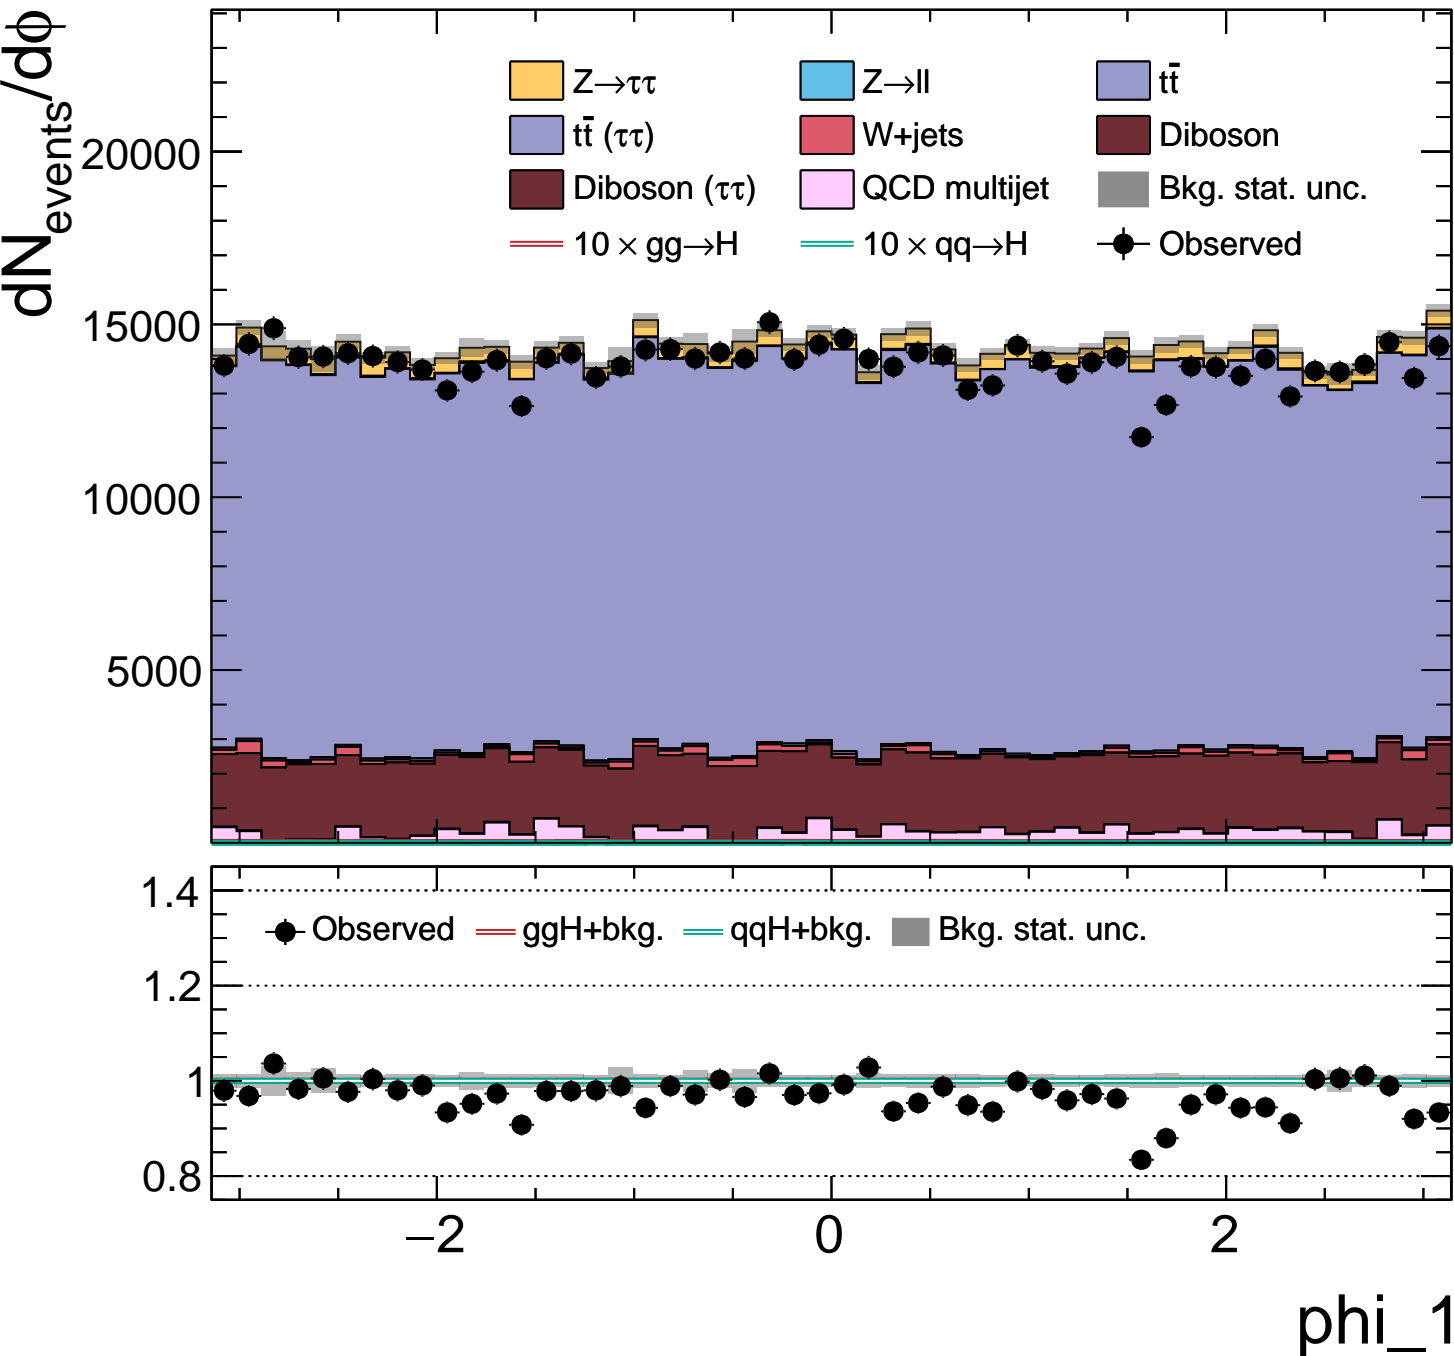 dN_events/dϕ
Z→ττ Z→ll tt̄
tt̄ (ττ) W+jets Diboson
Diboson (ττ) QCD multijet Bkg. stat. unc.
10 × gg→H 10 × qq→H Observed
20000
15000
10000
5000
1.4
Observed ggH+bkg. qqH+bkg. Bkg. stat. unc.
1.2
1
0.8
−2 0 2
phi_1